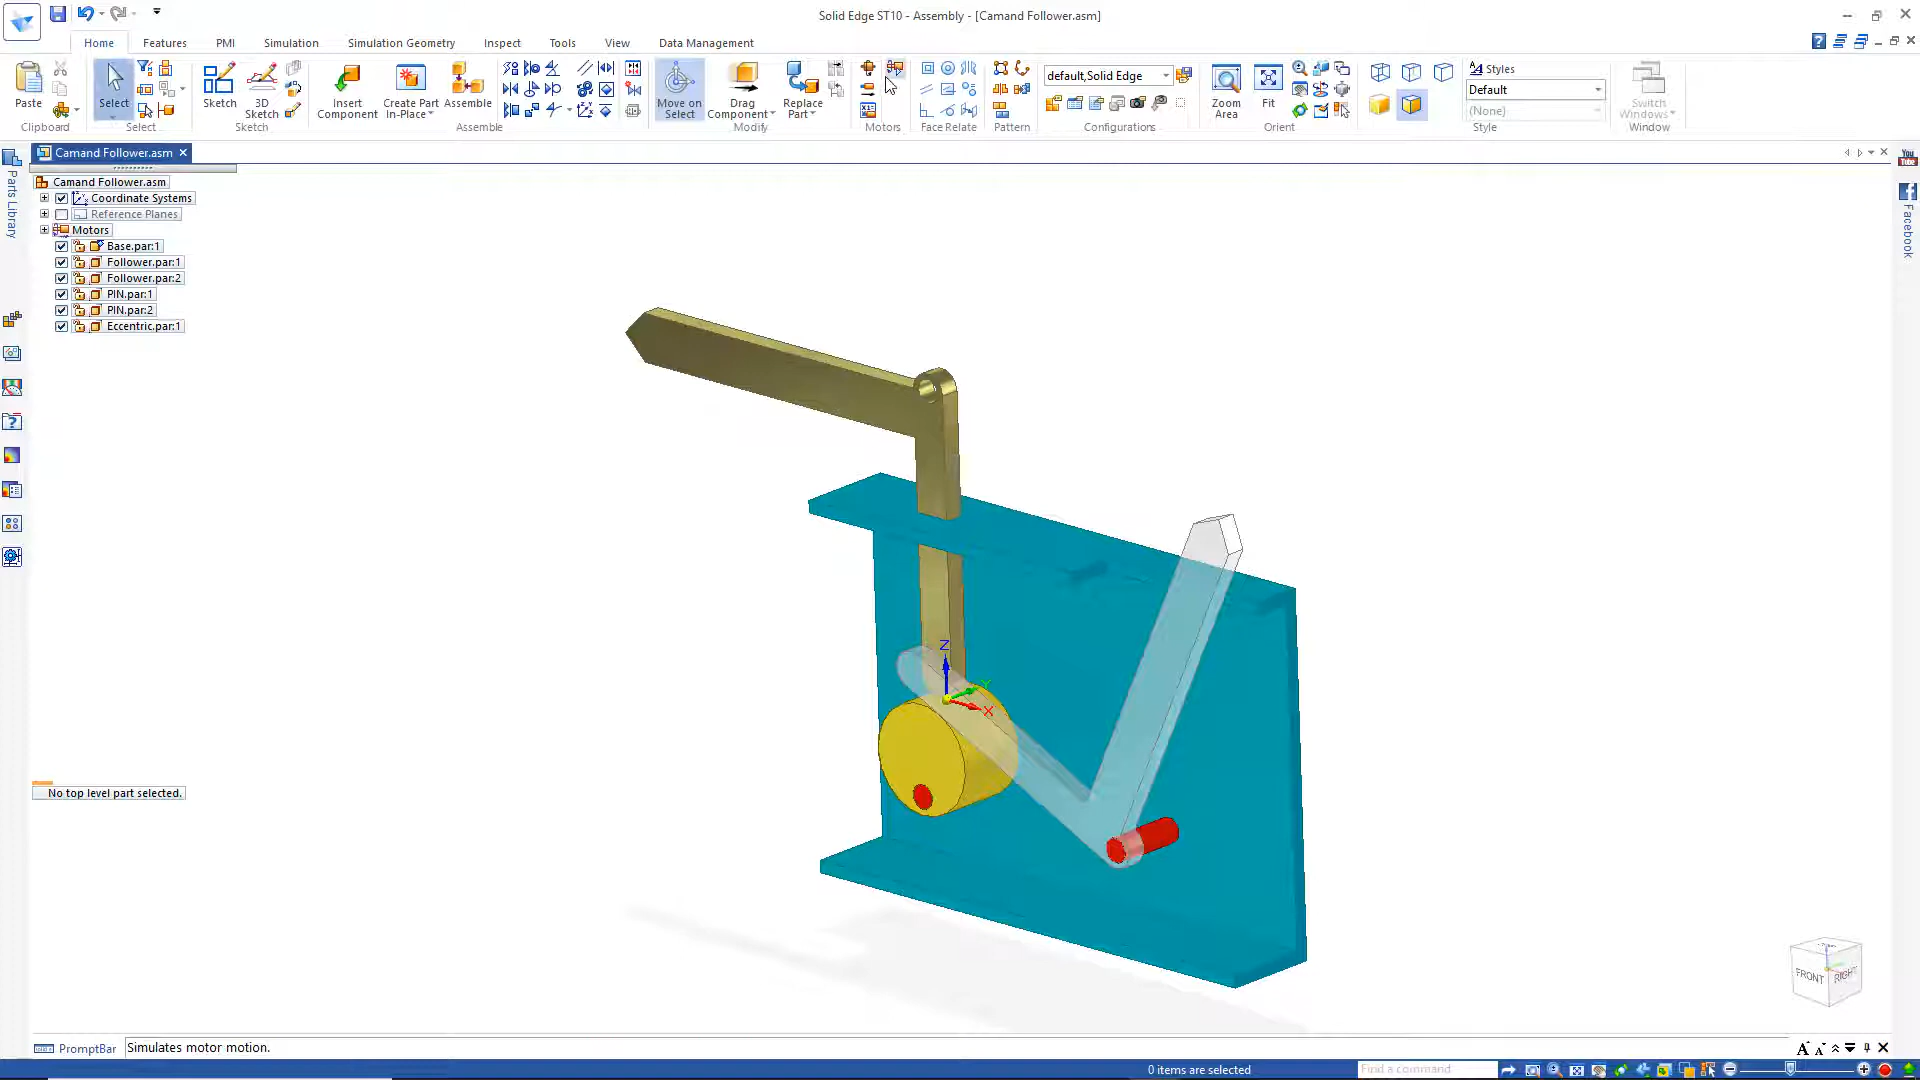 Solid Edge ST10 - Assembly - [Camand Follower.asm]
Home Features PMI Simulation Simulation Geometry Inspect Tools View Data Management
Paste
Clipboard
Select
Select
Sketch
3D Sketch
Sketch
Insert Component
Create Part In-Place
Assemble
Assemble
Move on Select
Drag Component
Replace Part
Modify
Motors
Face Relate
Pattern
default,Solid Edge
Configurations
Zoom Area
Fit
Orient
Styles
Default
(None)
Style
Switch Windows
Window
Camand Follower.asm
Parts Library
YouTube
Facebook
Camand Follower.asm
Coordinate Systems
Reference Planes
Motors
Base.par:1
Follower.par:1
Follower.par:2
PIN.par:1
PIN.par:2
Eccentric.par:1
No top level part selected.
Z
Y
X
FRONT RIGHT
PromptBar Simulates motor motion.
0 items are selected
Find a command